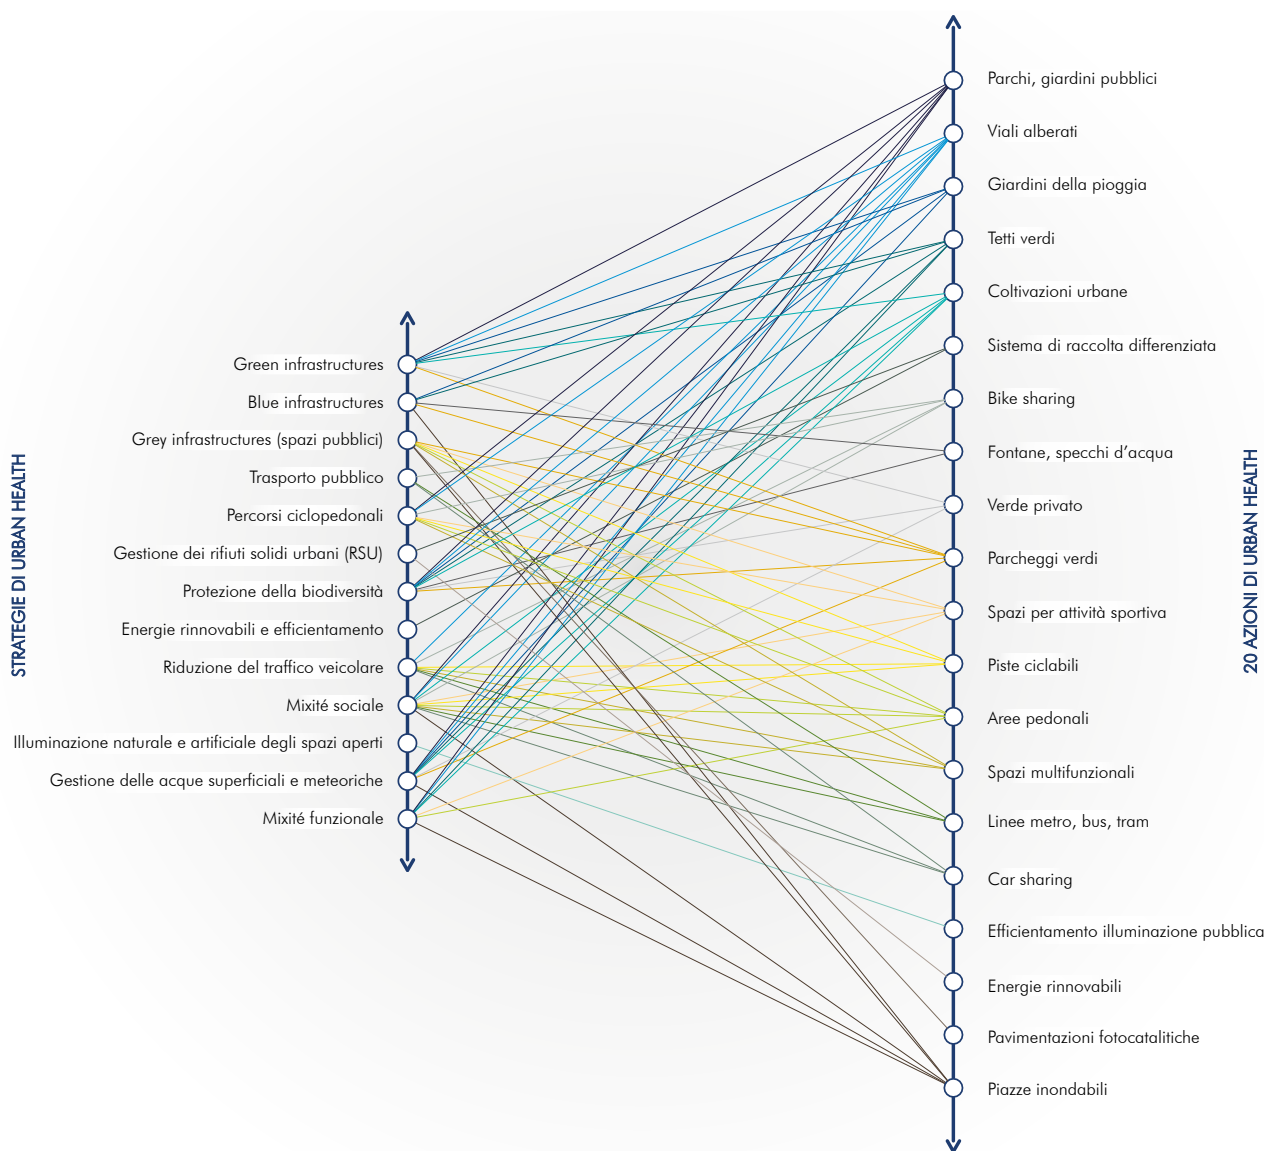 STRATEGIE DI URBAN HEALTH
Green infrastructures
Blue infrastructures
Grey infrastructures (spazi pubblici)
Trasporto pubblico
Percorsi ciclopedonali
Gestione dei rifiuti solidi urbani (RSU)
Protezione della biodiversità
Energie rinnovabili e efficientamento
Riduzione del traffico veicolare
Mixité sociale
Illuminazione naturale e artificiale degli spazi aperti
Gestione delle acque superficiali e meteoriche
Mixité funzionale
Parchi, giardini pubblici
Viali alberati
Giardini della pioggia
Tetti verdi
Coltivazioni urbane
Sistema di raccolta differenziata
Bike sharing
Fontane, specchi d’acqua
Verde privato
Parcheggi verdi
Spazi per attività sportiva
Piste ciclabili
Aree pedonali
Spazi multifunzionali
Linee metro, bus, tram
Car sharing
Efficientamento illuminazione pubblica
Energie rinnovabili
Pavimentazioni fotocatalitiche
Piazze inondabili
20 AZIONI DI URBAN HEALTH